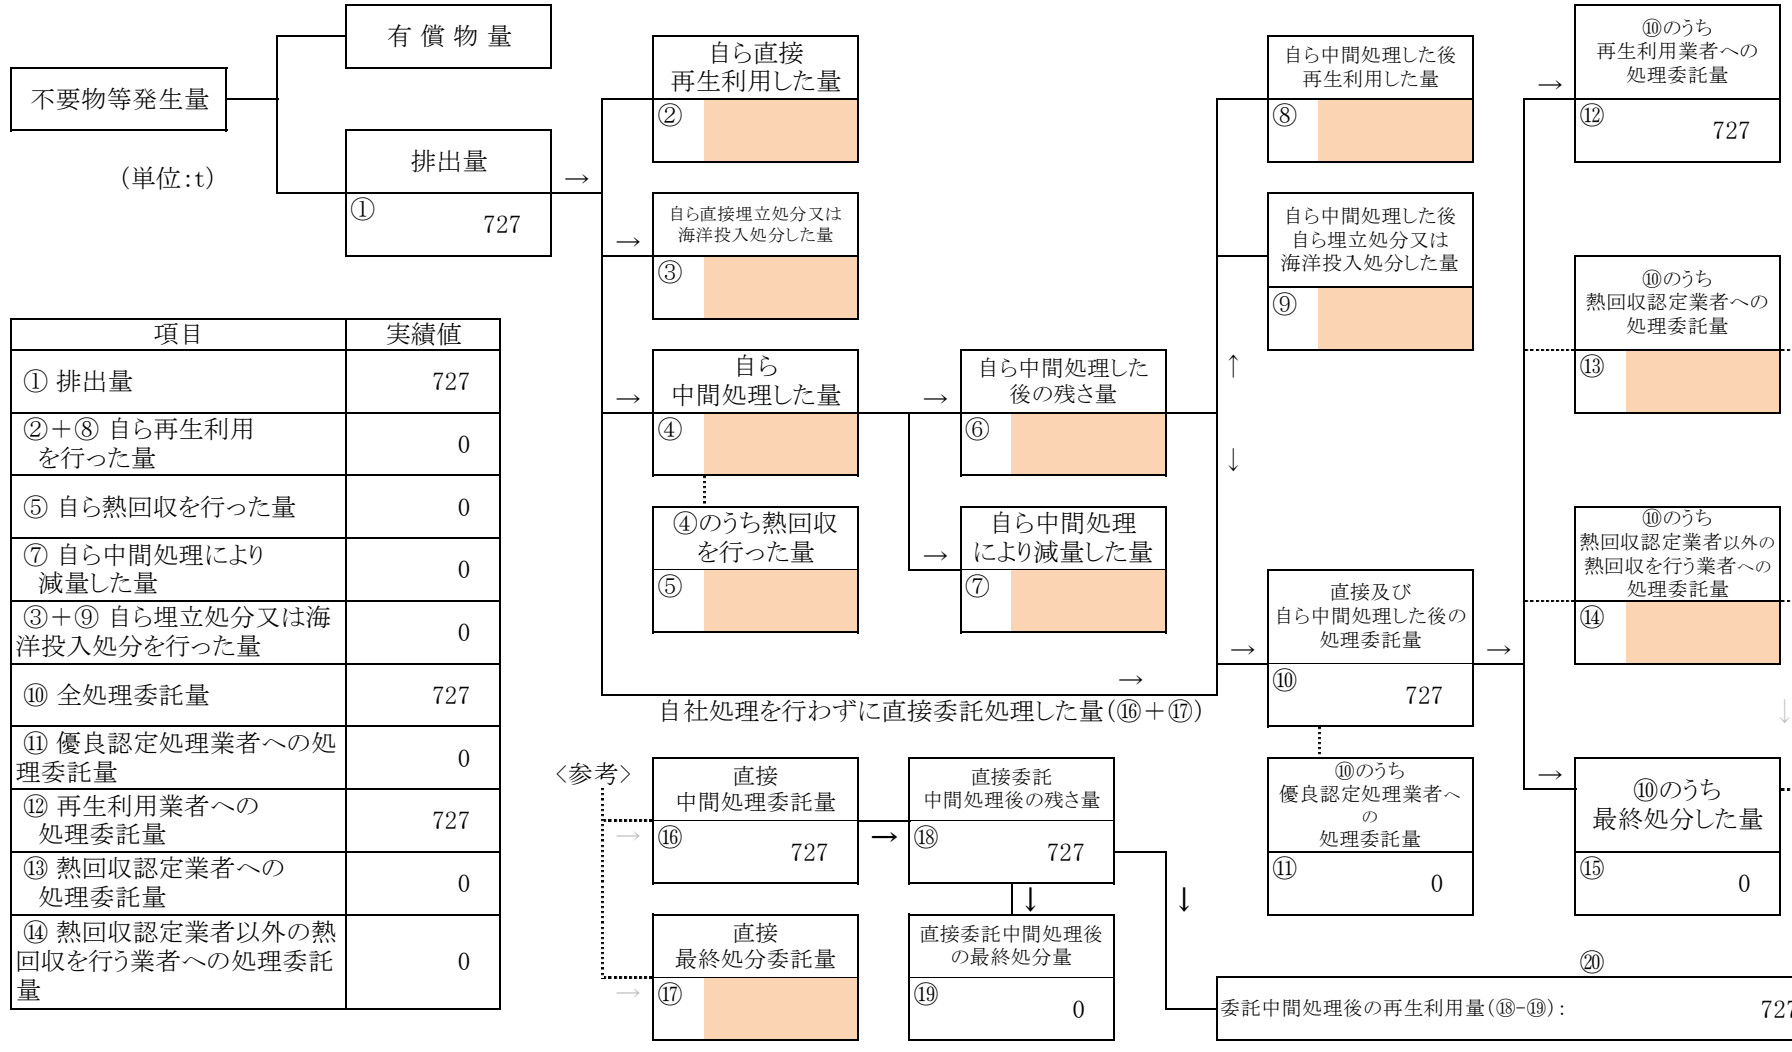 有 償 物 量
不要物等発生量
(単位:t)
排出量
①
727
→
自ら直接
再生利用した量
②
→
自ら直接埋立処分又は
海洋投入処分した量
③
→
自ら
中間処理した量
④
④のうち熱回収
を行った量
⑤
→
自ら中間処理した
後の残さ量
⑥
→
自ら中間処理
により減量した量
⑦
自ら中間処理した後
再生利用した量
⑧
自ら中間処理した後
自ら埋立処分又は
海洋投入処分した量
⑨
↑
↓
→
自社処理を行わずに直接委託処理した量(⑯+⑰)
→
直接及び
自ら中間処理した後の
処理委託量
⑩
727
⑩のうち
優良認定処理業者へ
の
処理委託量
⑪
0
→
→
⑩のうち
再生利用業者への
処理委託量
⑫
727
⑩のうち
熱回収認定業者への
処理委託量
⑬
⑩のうち
熱回収認定業者以外の
熱回収を行う業者への
処理委託量
⑭
↓
→
⑩のうち
最終処分した量
⑮
0
項目 実績値
① 排出量 727
②+⑧ 自ら再生利用
を行った量 0
⑤ 自ら熱回収を行った量 0
⑦ 自ら中間処理により
減量した量 0
③+⑨ 自ら埋立処分又は海
洋投入処分を行った量 0
⑩ 全処理委託量 727
⑪ 優良認定処理業者への処
理委託量 0
⑫ 再生利用業者への
処理委託量 727
⑬ 熱回収認定業者への
処理委託量 0
⑭ 熱回収認定業者以外の熱
回収を行う業者への処理委託
量 0
〈参考〉
→
直接
中間処理委託量
⑯
727
→
直接委託
中間処理後の残さ量
⑱
727
↓
↓
→
直接
最終処分委託量
⑰
直接委託中間処理後
の最終処分量
⑲
0
⑳
委託中間処理後の再生利用量(⑱-⑲): 727